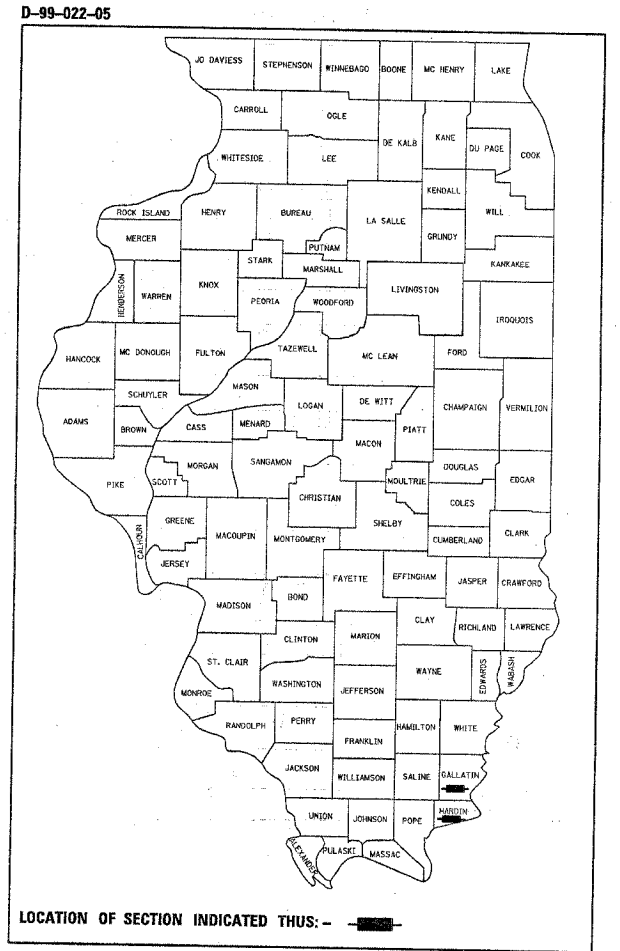 D-99-022-05
JO DAVIESS STEPHENSON WINNEBAGO BOONE MC HENRY LAKE
CARROLL OGLE DE KALB KANE DU PAGE COOK
WHITESIDE LEE
KENDALL
ROCK ISLAND HENRY BUREAU LA SALLE WILL
MERCER PUTNAM GRUNDY
STARK MARSHALL KANKAKEE
HENDERSON WARREN KNOX PEORIA WOODFORD LIVINGSTON
IROQUOIS
HANCOCK MC DONOUGH FULTON TAZEWELL MC LEAN FORD
MASON
SCHUYLER LOGAN DE WITT CHAMPAIGN VERMILION
ADAMS BROWN CASS MENARD MACON PIATT
PIKE SCOTT MORGAN SANGAMON MOULTRIE DOUGLAS EDGAR
CHRISTIAN COLES
GREENE SHELBY
CALHOUN MACOUPIN MONTGOMERY CUMBERLAND CLARK
JERSEY FAYETTE EFFINGHAM JASPER CRAWFORD
MADISON BOND
CLAY RICHLAND LAWRENCE
CLINTON MARION
ST. CLAIR WAYNE EDWARDS WABASH
WASHINGTON JEFFERSON
MONROE
RANDOLPH PERRY HAMILTON WHITE
FRANKLIN
JACKSON WILLIAMSON SALINE GALLATIN
HARDIN
UNION JOHNSON POPE
ALEXANDER PULASKI MASSAC
LOCATION OF SECTION INDICATED THUS: -